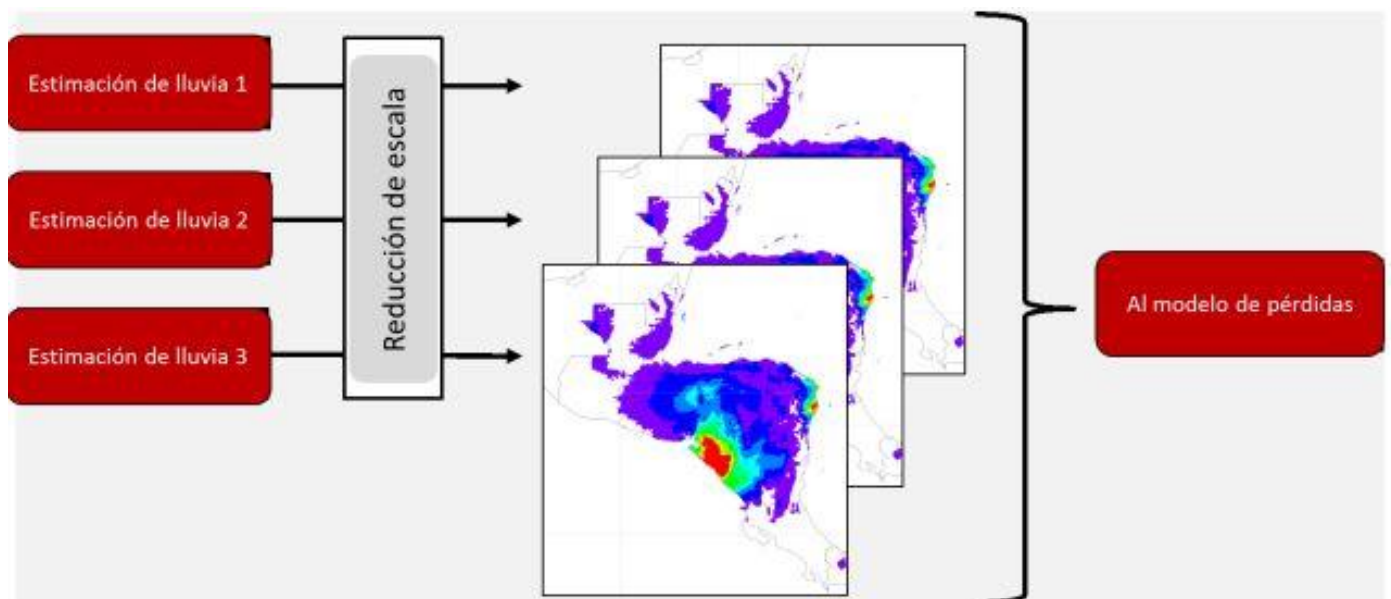 Estimación de lluvia 1
Estimación de lluvia 2
Estimación de lluvia 3
Reducción de escala
Al modelo de pérdidas